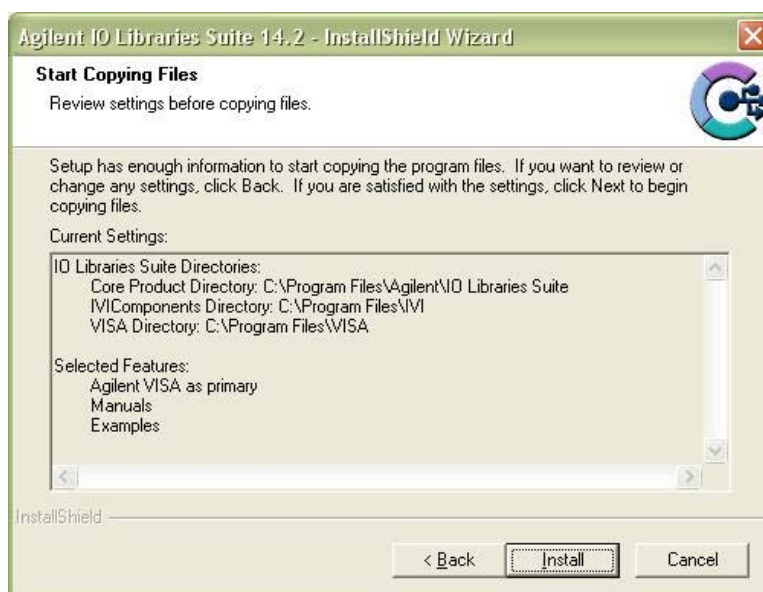 Agilent IO Libraries Suite 14.2 - InstallShield Wizard
Start Copying Files
Review settings before copying files.
Setup has enough information to start copying the program files. If you want to review or
change any settings, click Back. If you are satisfied with the settings, click Next to begin
copying files.
Current Settings:
IO Libraries Suite Directories:
Core Product Directory: C:\Program Files\Agilent\IO Libraries Suite
IVIComponents Directory: C:\Program Files\IVI
VISA Directory: C:\Program Files\VISA
Selected Features:
Agilent VISA as primary
Manuals
Examples
InstallShield
< Back Install Cancel